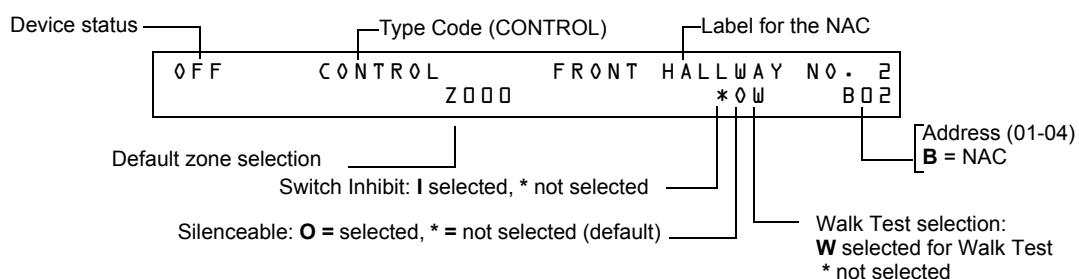 Device status
Type Code (CONTROL)
Label for the NAC
OFF CONTROL FRONT HALLWAY NO. 2
Z000 *OW B02
Address (01-04)
B = NAC
Default zone selection
Switch Inhibit: I selected, * not selected
Silenceable: O = selected, * = not selected (default)
Walk Test selection:
W selected for Walk Test
* not selected